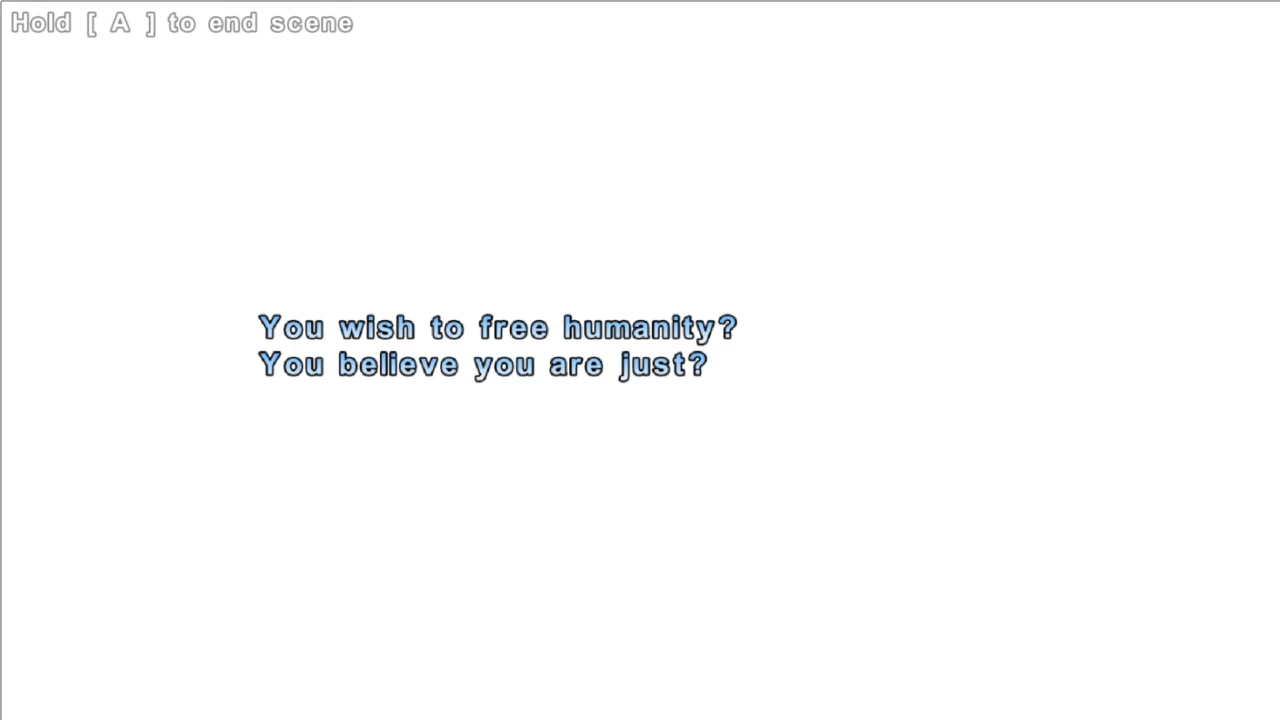 Hold [ A ] to end scene
You wish to free humanity?
You believe you are just?